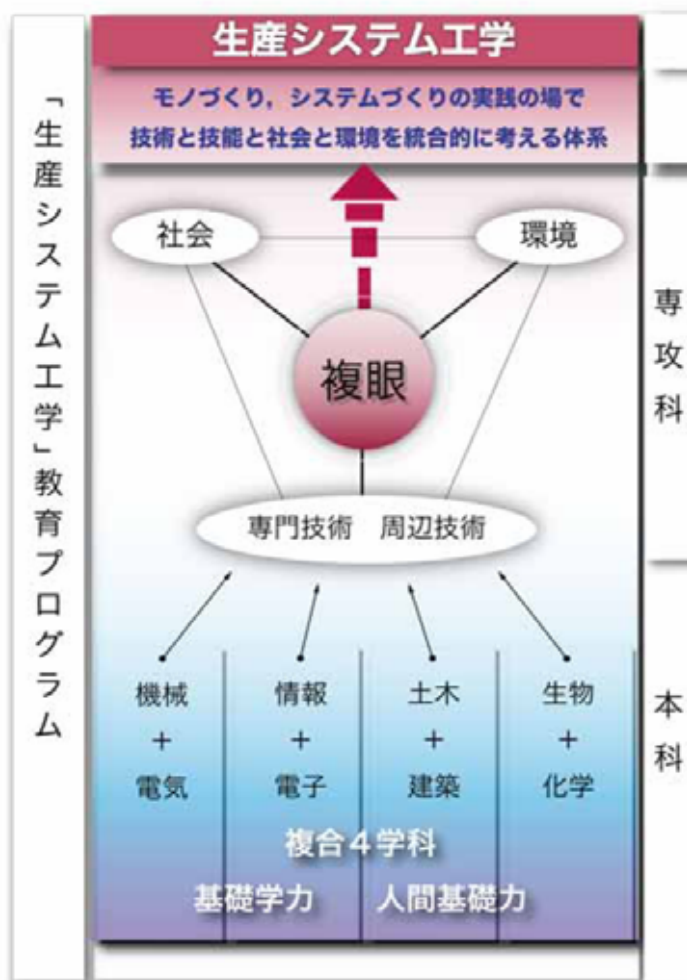 生産システム工学
モノづくり，システムづくりの実践の場で
技術と技能と社会と環境を統合的に考える体系
「生産システム工学」教育プログラム
社会
環境
複眼
専攻科
専門技術 周辺技術
機械
+
電気
情報
+
電子
土木
+
建築
生物
+
化学
本科
複合4学科
基礎学力 人間基礎力